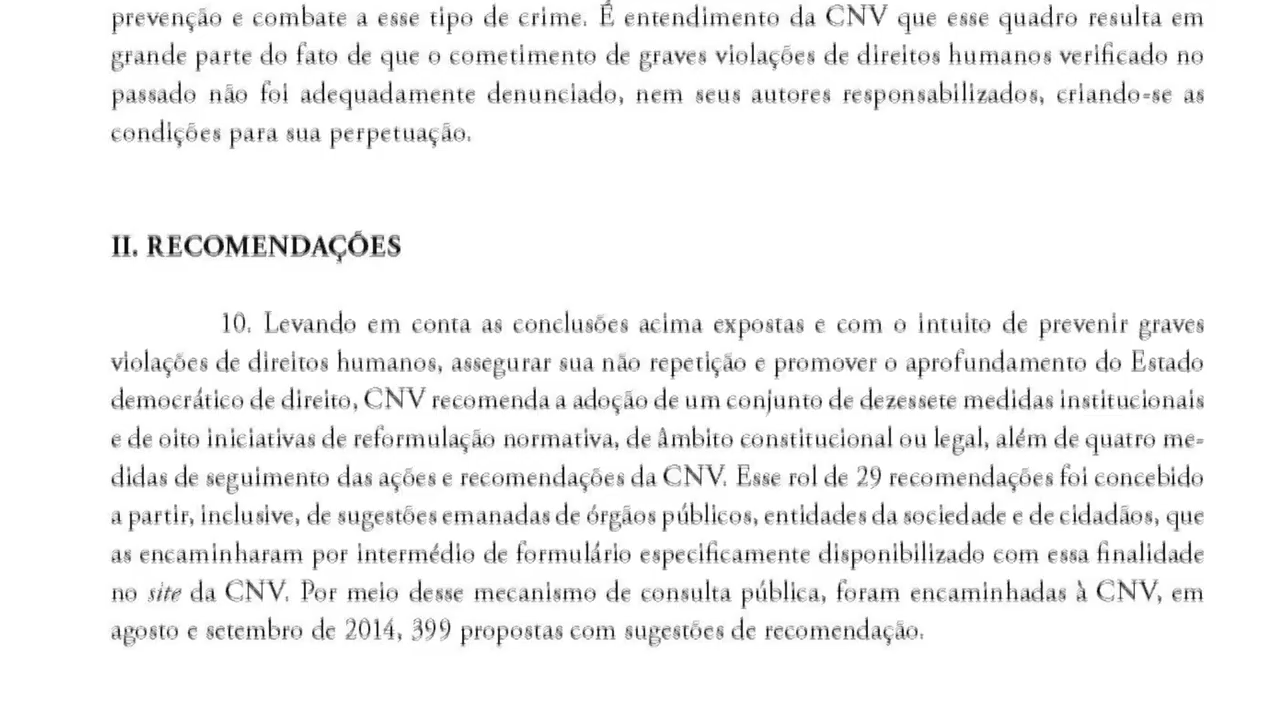 prevenção e combate a esse tipo de crime. É entendimento da CNV que esse quadro resulta em
grande parte do fato de que o cometimento de graves violações de direitos humanos verificado no
passado não foi adequadamente denunciado, nem seus autores responsabilizados, criando-se as
condições para sua perpetuação.
II. RECOMENDAÇÕES
10. Levando em conta as conclusões acima expostas e com o intuito de prevenir graves
violações de direitos humanos, assegurar sua não repetição e promover o aprofundamento do Estado
democrático de direito, CNV recomenda a adoção de um conjunto de dezessete medidas institucionais
e de oito iniciativas de reformulação normativa, de âmbito constitucional ou legal, além de quatro me-
didas de seguimento das ações e recomendações da CNV. Esse rol de 29 recomendações foi concebido
a partir, inclusive, de sugestões emanadas de órgãos públicos, entidades da sociedade e de cidadãos, que
as encaminharam por intermédio de formulário especificamente disponibilizado com essa finalidade
no site da CNV. Por meio desse mecanismo de consulta pública, foram encaminhadas à CNV, em
agosto e setembro de 2014, 399 propostas com sugestões de recomendação.